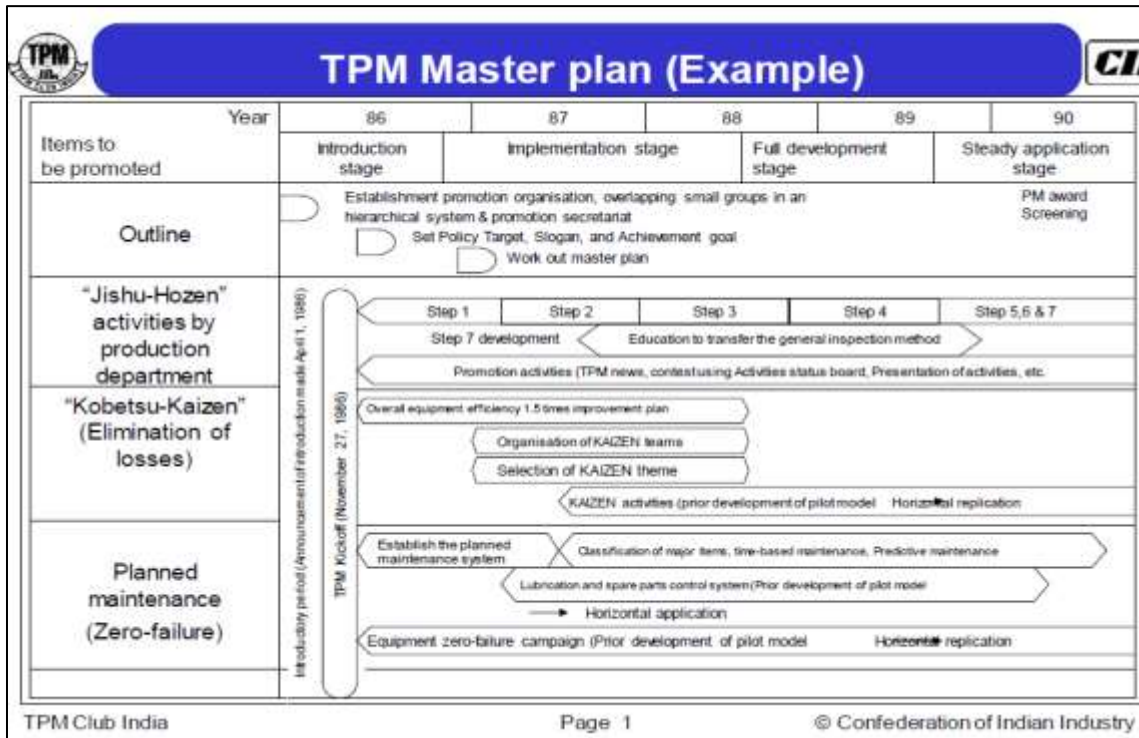 TPM
TPM CLUB INDIA
TPM Master plan (Example)
CII
Year
86
87
88
89
90
Items to
be promoted
Introduction
stage
Implementation stage
Full development
stage
Steady application
stage
Outline
Establishment promotion organisation, overlapping small groups in an
hierarchical system & promotion secretariat
Set Policy Target, Slogan, and Achievement goal
Work out master plan
PM award
Screening
Introductory period (Announcement of introduction made April 1, 1986)
TPM Kickoff (November 27, 1986)
"Jishu-Hozen"
activities by
production
department
Step 1
Step 2
Step 3
Step 4
Step 5,6 & 7
Step 7 development
Education to transfer the general inspection method
Promotion activities (TPM news, contest using Activities status board, Presentation of activities, etc.
"Kobetsu-Kaizen"
(Elimination of
losses)
Overall equipment efficiency 1.5 times improvement plan
Organisation of KAIZEN teams
Selection of KAIZEN theme
KAIZEN activities (prior development of pilot model
Horizontal replication
Planned
maintenance
(Zero-failure)
Establish the planned
maintenance system
Classification of major items, time-based maintenance, Predictive maintenance
Lubrication and spare parts control system (Prior development of pilot model
Horizontal application
Equipment zero-failure campaign (Prior development of pilot model
Horizontal replication
TPM Club India
Page 1
© Confederation of Indian Industry